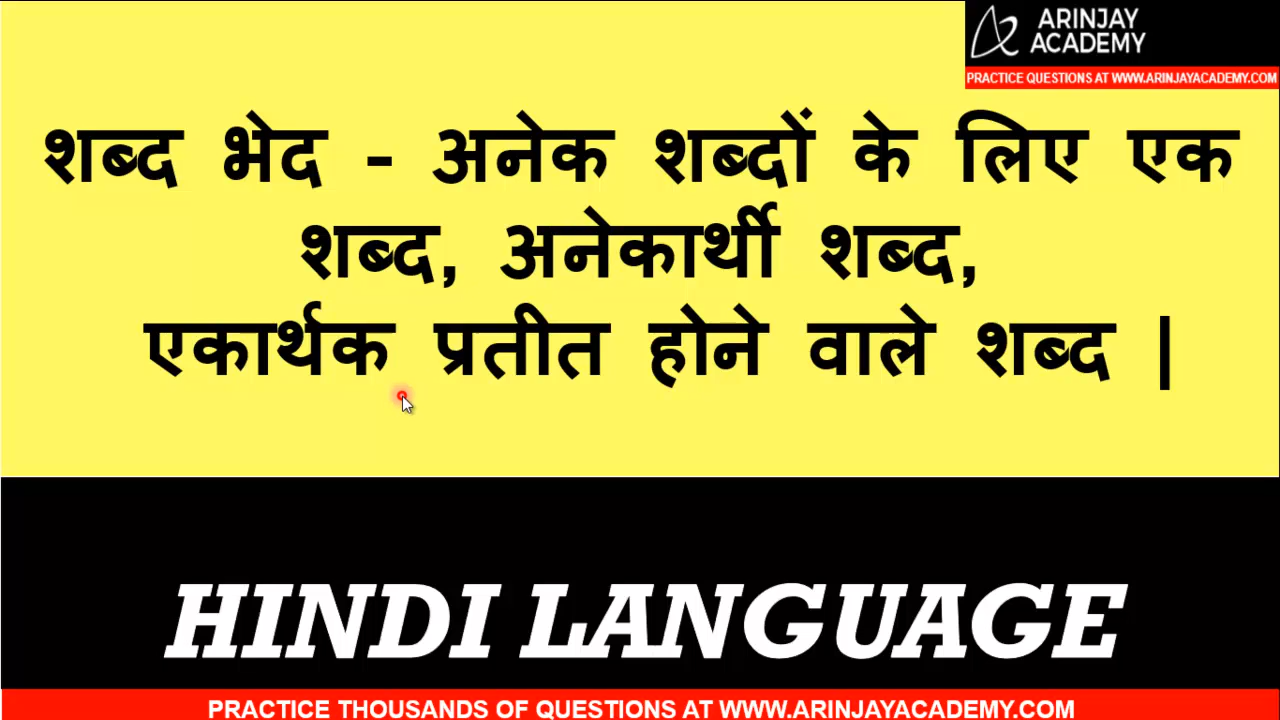 ARINJAY
ACADEMY
PRACTICE QUESTIONS AT WWW.ARINJAYACADEMY.COM
शब्द भेद - अनेक शब्दों के लिए एक
शब्द, अनेकार्थी शब्द,
एकार्थक प्रतीत होने वाले शब्द |
HINDI LANGUAGE
PRACTICE THOUSANDS OF QUESTIONS AT WWW.ARINJAYACADEMY.COM